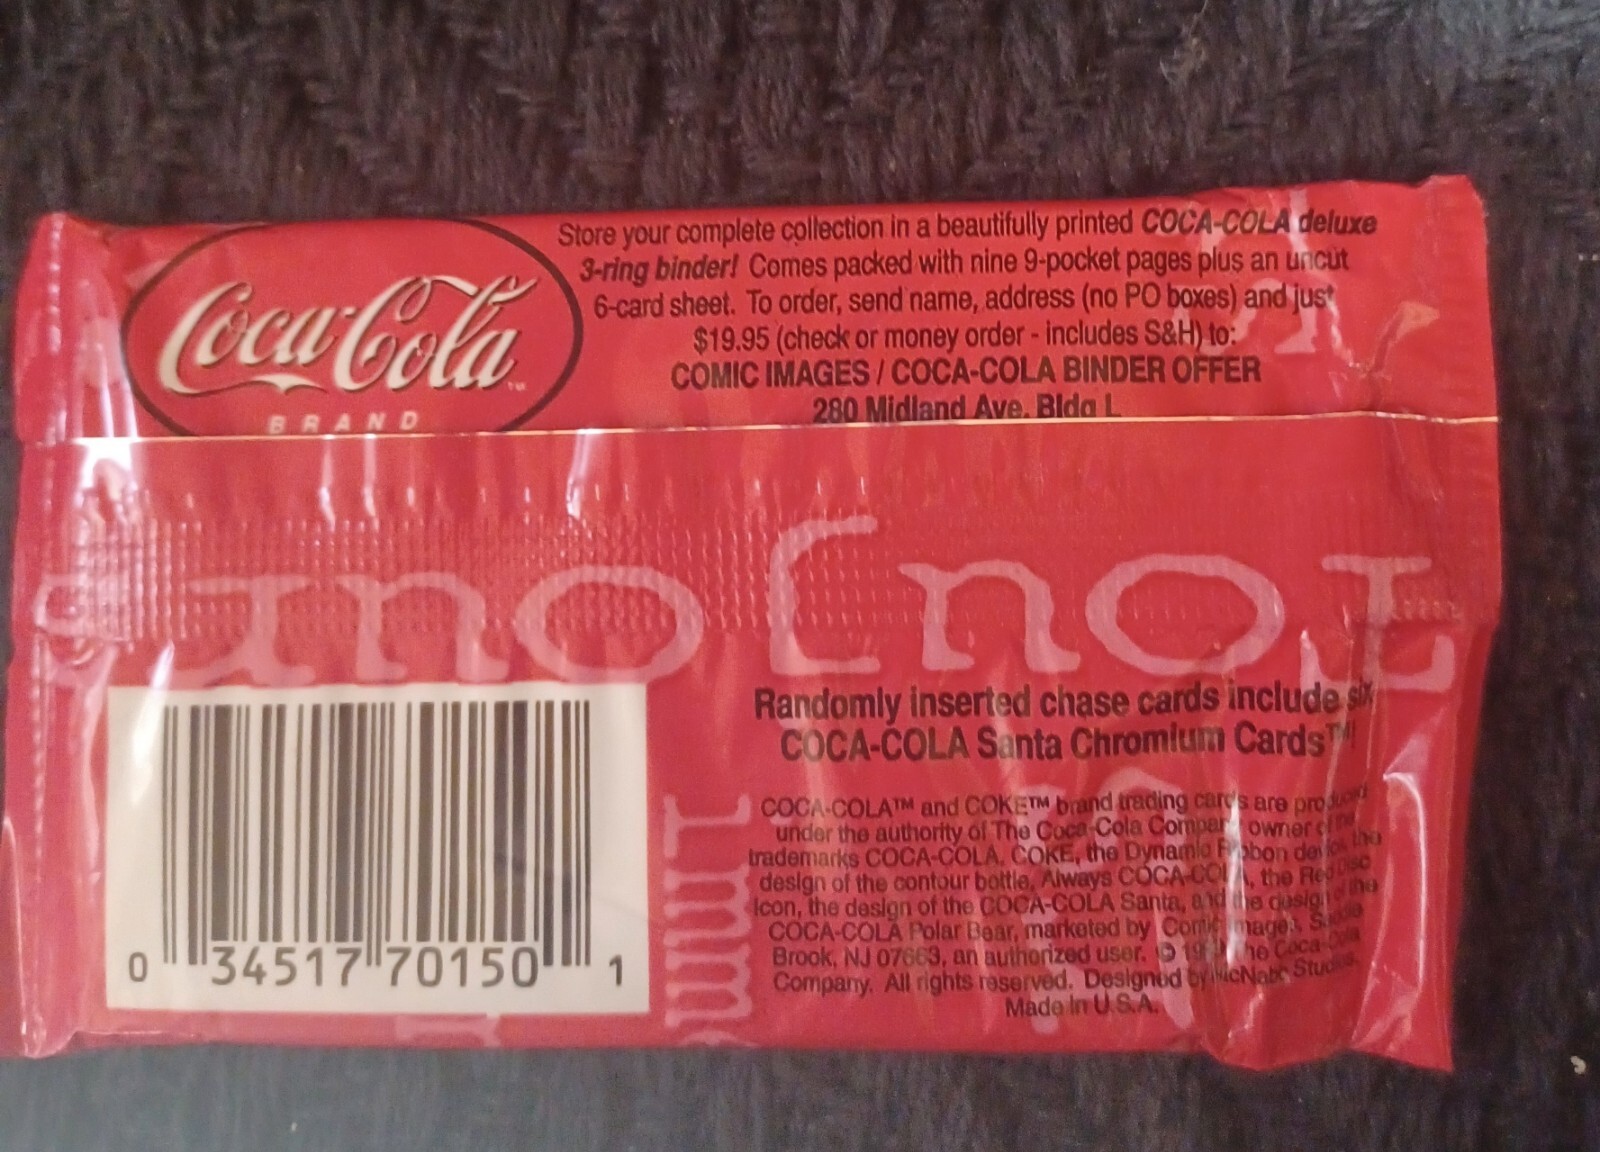 Coca-Cola™
BRAND
Store your complete collection in a beautifully printed COCA-COLA deluxe
3-ring binder! Comes packed with nine 9-pocket pages plus an uncut
6-card sheet. To order, send name, address (no PO boxes) and just
$19.95 (check or money order - includes S&H) to:
COMIC IMAGES / COCA-COLA BINDER OFFER
280 Midland Ave. Bldg L
0 34517 70150 1
Randomly inserted chase cards include six
COCA-COLA Santa Chromium Cards™!
COCA-COLA™ and COKE™ brand trading cards are produced
under the authority of The Coca-Cola Company, owner of the
trademarks COCA-COLA, COKE, the Dynamic Ribbon device, the
design of the contour bottle, Always COCA-COLA, the Red Disc
Icon, the design of the COCA-COLA Santa, and the design of the
COCA-COLA Polar Bear, marketed by Comic Images, Saddle
Brook, NJ 07663, an authorized user. © The Coca-Cola
Company. All rights reserved. Designed by McNabb Studios.
Made in U.S.A.